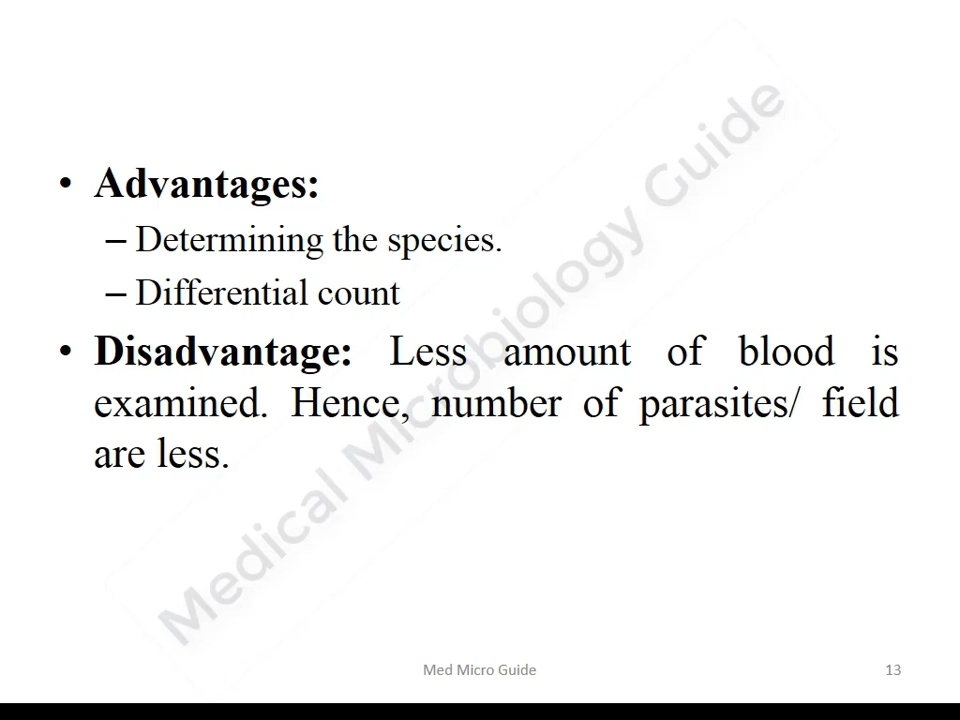 • Advantages:
– Determining the species.
– Differential count
• Disadvantage: Less amount of blood is
examined. Hence, number of parasites/ field
are less.
Medical Microbiology Guide
Med Micro Guide
13